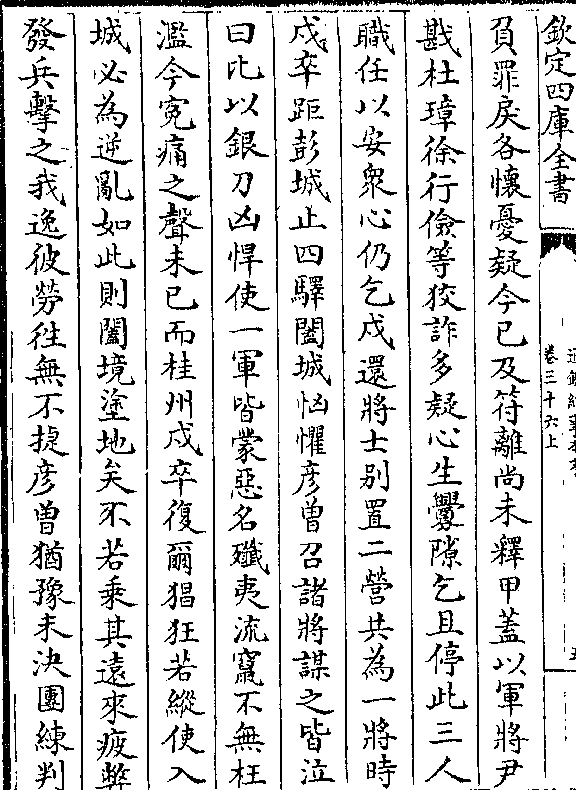 欽定四庫全書
卷三十六上
負罪戾各懷憂疑今已及符離尚未釋甲蓋以軍將尹
戡杜璋徐行儉等狡詐多疑心生釁隙乞且停此三人
職任以安衆心仍乞戍還將士别置二營共為一將時
戍卒距彭城止四驛闔城恟懼彦曾召諸將謀之皆泣
曰比以銀刀凶悍使一軍皆蒙惡名殱夷流竄不無枉
濫今寃痛之聲未已而桂州戍卒復爾猖狂若縱使入
城必為逆亂如此則闔境塗地矣不若乘其遠來疲弊
發兵擊之我逸彼勞往無不捷彦曾猶豫未決團練判